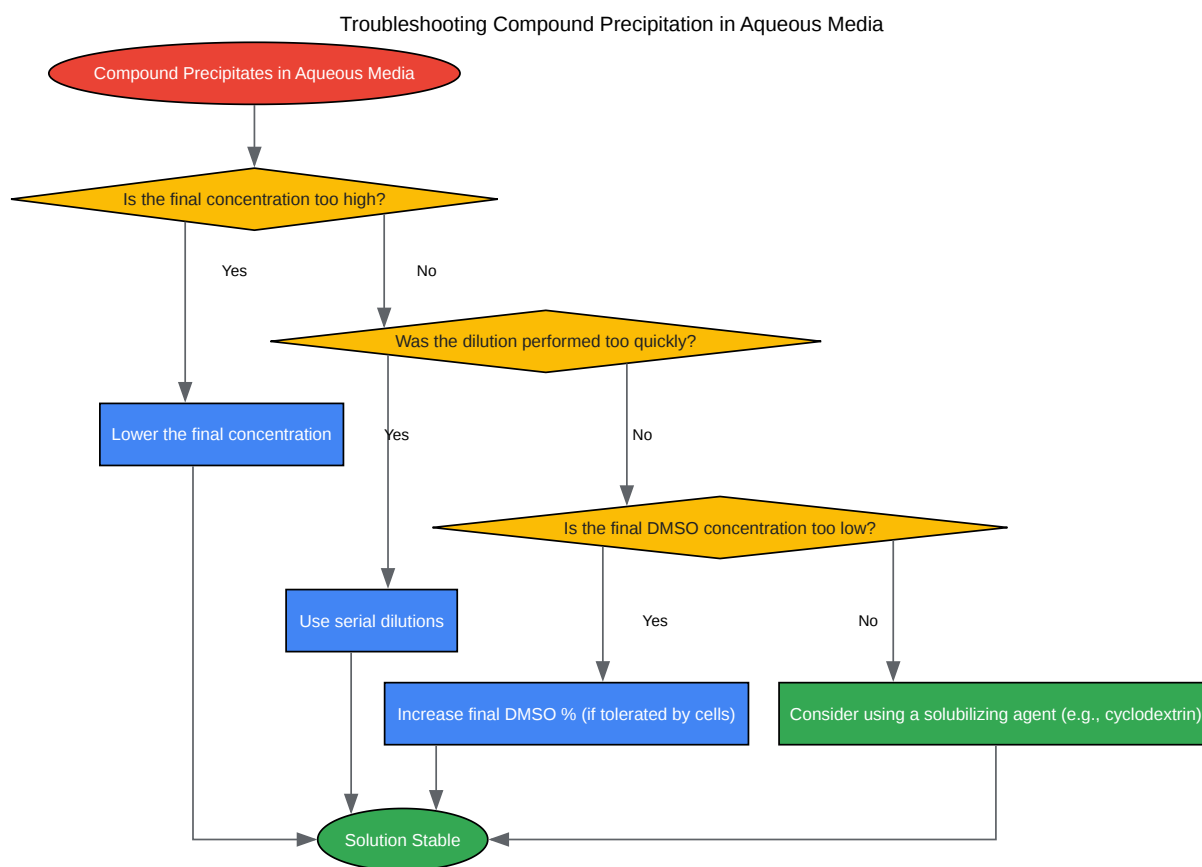 Troubleshooting Compound Precipitation in Aqueous Media
Compound Precipitates in Aqueous Media
Is the final concentration too high?
Yes
No
Was the dilution performed too quickly?
Lower the final concentration
Yes
No
Is the final DMSO concentration too low?
Use serial dilutions
Yes
No
Increase final DMSO % (if tolerated by cells)
Consider using a solubilizing agent (e.g., cyclodextrin)
Solution Stable